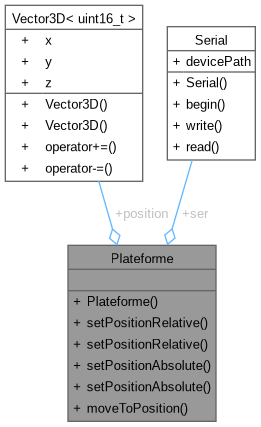 Vector3D< uint16_t >
+ x
+ y
+ z
+ Vector3D()
+ Vector3D()
+ operator+=()
+ operator-=()
Serial
+ devicePath
+ Serial()
+ begin()
+ write()
+ read()
+position
+ser
Plateforme
+ Plateforme()
+ setPositionRelative()
+ setPositionRelative()
+ setPositionAbsolute()
+ setPositionAbsolute()
+ moveToPosition()